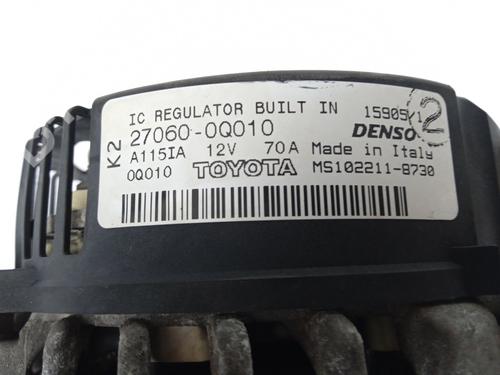 IC REGULATOR BUILT IN
K2 27060-0Q010 DENSO
A115IA 12V 70A Made in Italy
0Q010 TOYOTA MS102211-8730
2